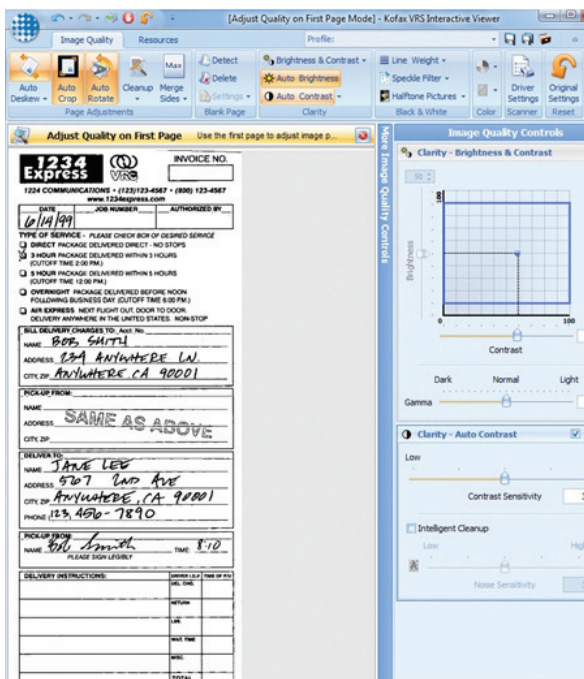 [Adjust Quality on First Page Mode] - Kofax VRS Interactive Viewer
Image Quality
Resources
Profile:
Auto Deskew
Auto Crop
Auto Rotate
Cleanup
Max
Merge Sides
Page Adjustments
Detect
Delete
Settings
Blank Page
Brightness & Contrast
Auto Brightness
Auto Contrast
Clarity
Line Weight
Speckle Filter
Halftone Pictures
Black & White
Color
Driver Settings
Scanner
Original Settings
Reset
Adjust Quality on First Page
Use the first page to adjust image p...
1234 Express
VRS
INVOICE NO.
1224 COMMUNICATIONS • (123)123-4567 • (800) 123-4567
www.1234express.com
DATE
JOB NUMBER
AUTHORIZED BY
6/14/99
TYPE OF SERVICE - PLEASE CHECK BOX OF DESIRED SERVICE
DIRECT PACKAGE DELIVERED DIRECT - NO STOPS
3 HOUR PACKAGE DELIVERED WITHIN 3 HOURS
(CUTOFF TIME 2:00 PM.)
5 HOUR PACKAGE DELIVERED WITHIN 5 HOURS
(CUTOFF TIME 12:00 PM.)
OVERNIGHT PACKAGE DELIVERED BEFORE NOON
FOLLOWING BUSINESS DAY (CUTOFF TIME 6:00 PM.)
AIR EXPRESS NEXT FLIGHT OUT, DOOR TO DOOR.
DELIVERY ANYWHERE IN THE UNITED STATES. NON-STOP
BILL DELIVERY CHARGES TO: Acct. No.
NAME BOB SMITH
ADDRESS 234 ANYWHERE LN.
CITY, ZIP ANYWHERE, CA 90001
PICK-UP FROM:
NAME
ADDRESS SAME AS ABOVE
CITY, ZIP
DELIVER TO:
NAME JANE LEE
ADDRESS 567 2ND AVE
CITY, ZIP ANYWHERE, CA 90001
PHONE (123) 456-7890
PICK-UP FROM:
NAME Bob Smith TIME: 8:10
PLEASE SIGN LEGIBLY
DELIVERY INSTRUCTIONS:
TIME OF P/U
DEL. CHG.
RETURN
LBS.
WAIT. TIME
MISC.
TOTAL
More Image Quality Controls
Image Quality Controls
Clarity - Brightness & Contrast
50
100
Brightness
0
100
Contrast
Dark
Normal
Light
Gamma
Clarity - Auto Contrast
Low
Contrast Sensitivity
Intelligent Cleanup
Low
Hig
Noise Sensitivity